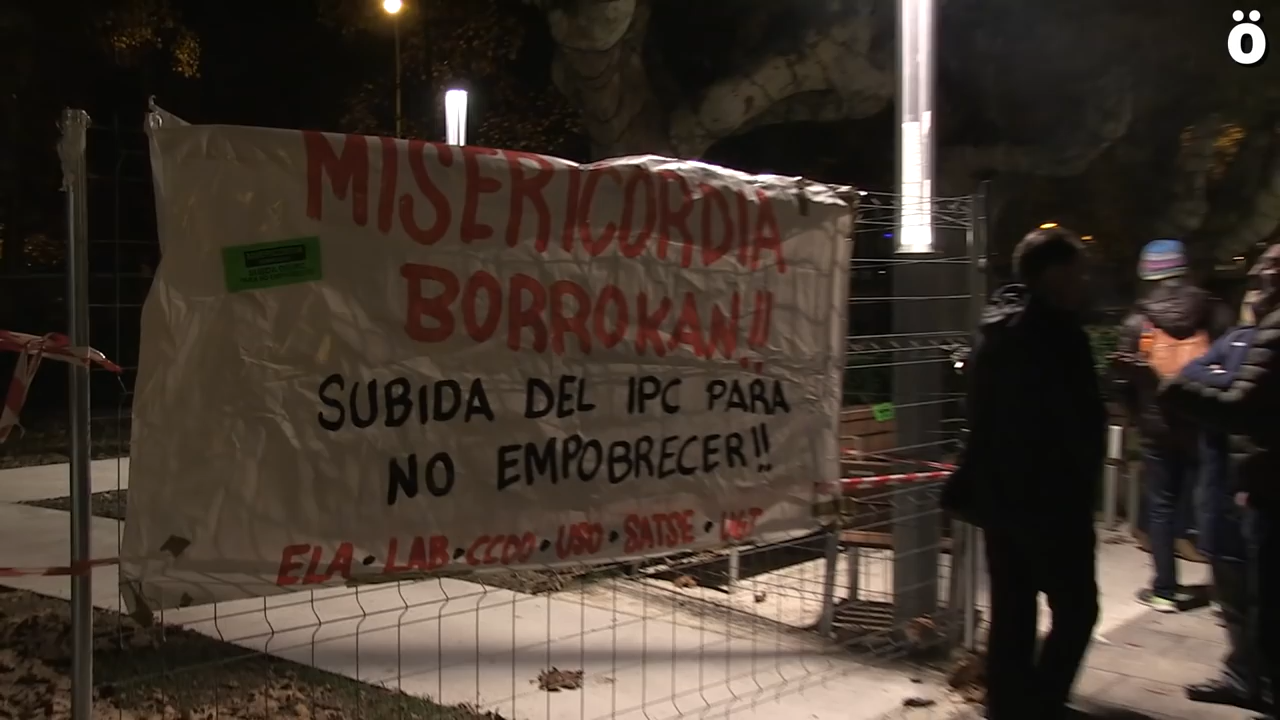 ö
MISERICORDIA
BORROKAN!!
SUBIDA DEL IPC PARA
NO EMPOBRECER!!
ELA • LAB • CCOO • USO • SATSE • UGT